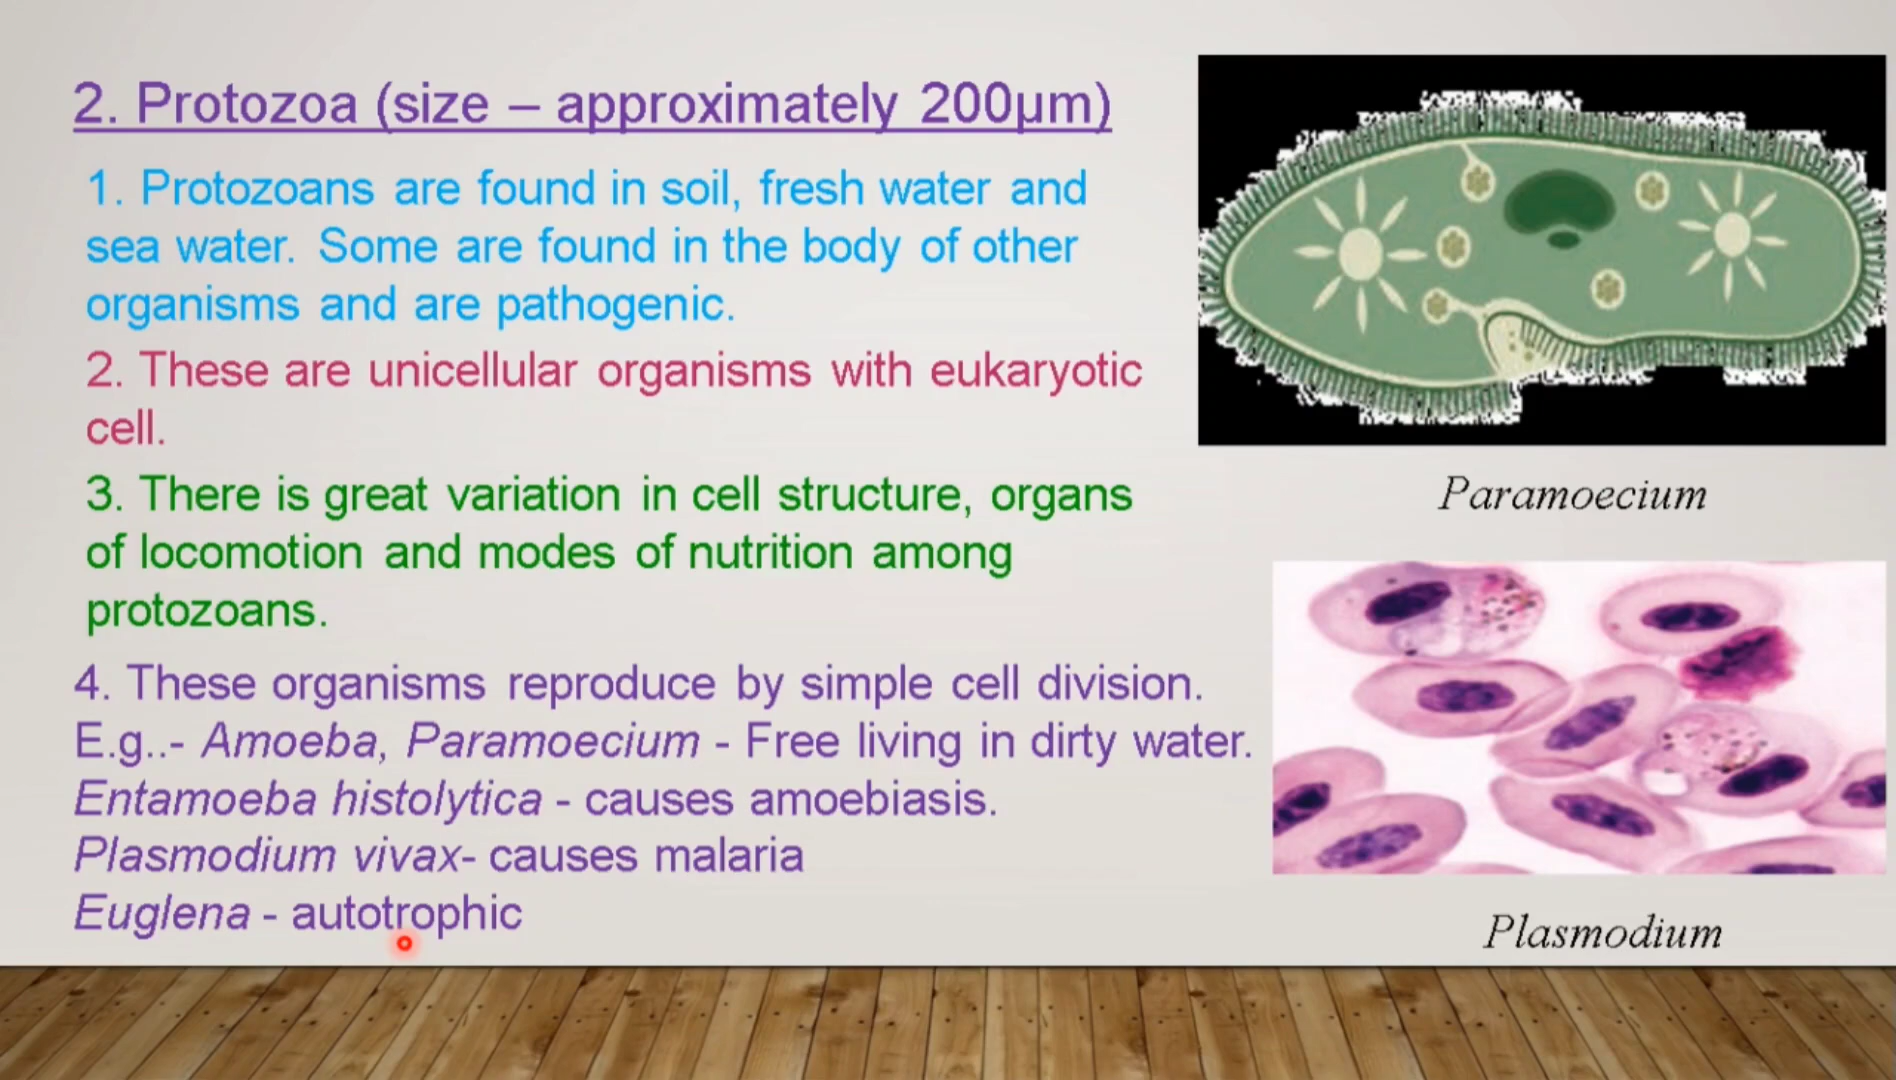 2. Protozoa (size – approximately 200µm)
1. Protozoans are found in soil, fresh water and
sea water. Some are found in the body of other
organisms and are pathogenic.
2. These are unicellular organisms with eukaryotic
cell.
3. There is great variation in cell structure, organs
of locomotion and modes of nutrition among
protozoans.
4. These organisms reproduce by simple cell division.
E.g..- Amoeba, Paramoecium - Free living in dirty water.
Entamoeba histolytica - causes amoebiasis.
Plasmodium vivax- causes malaria
Euglena - autotrophic
Paramoecium
Plasmodium